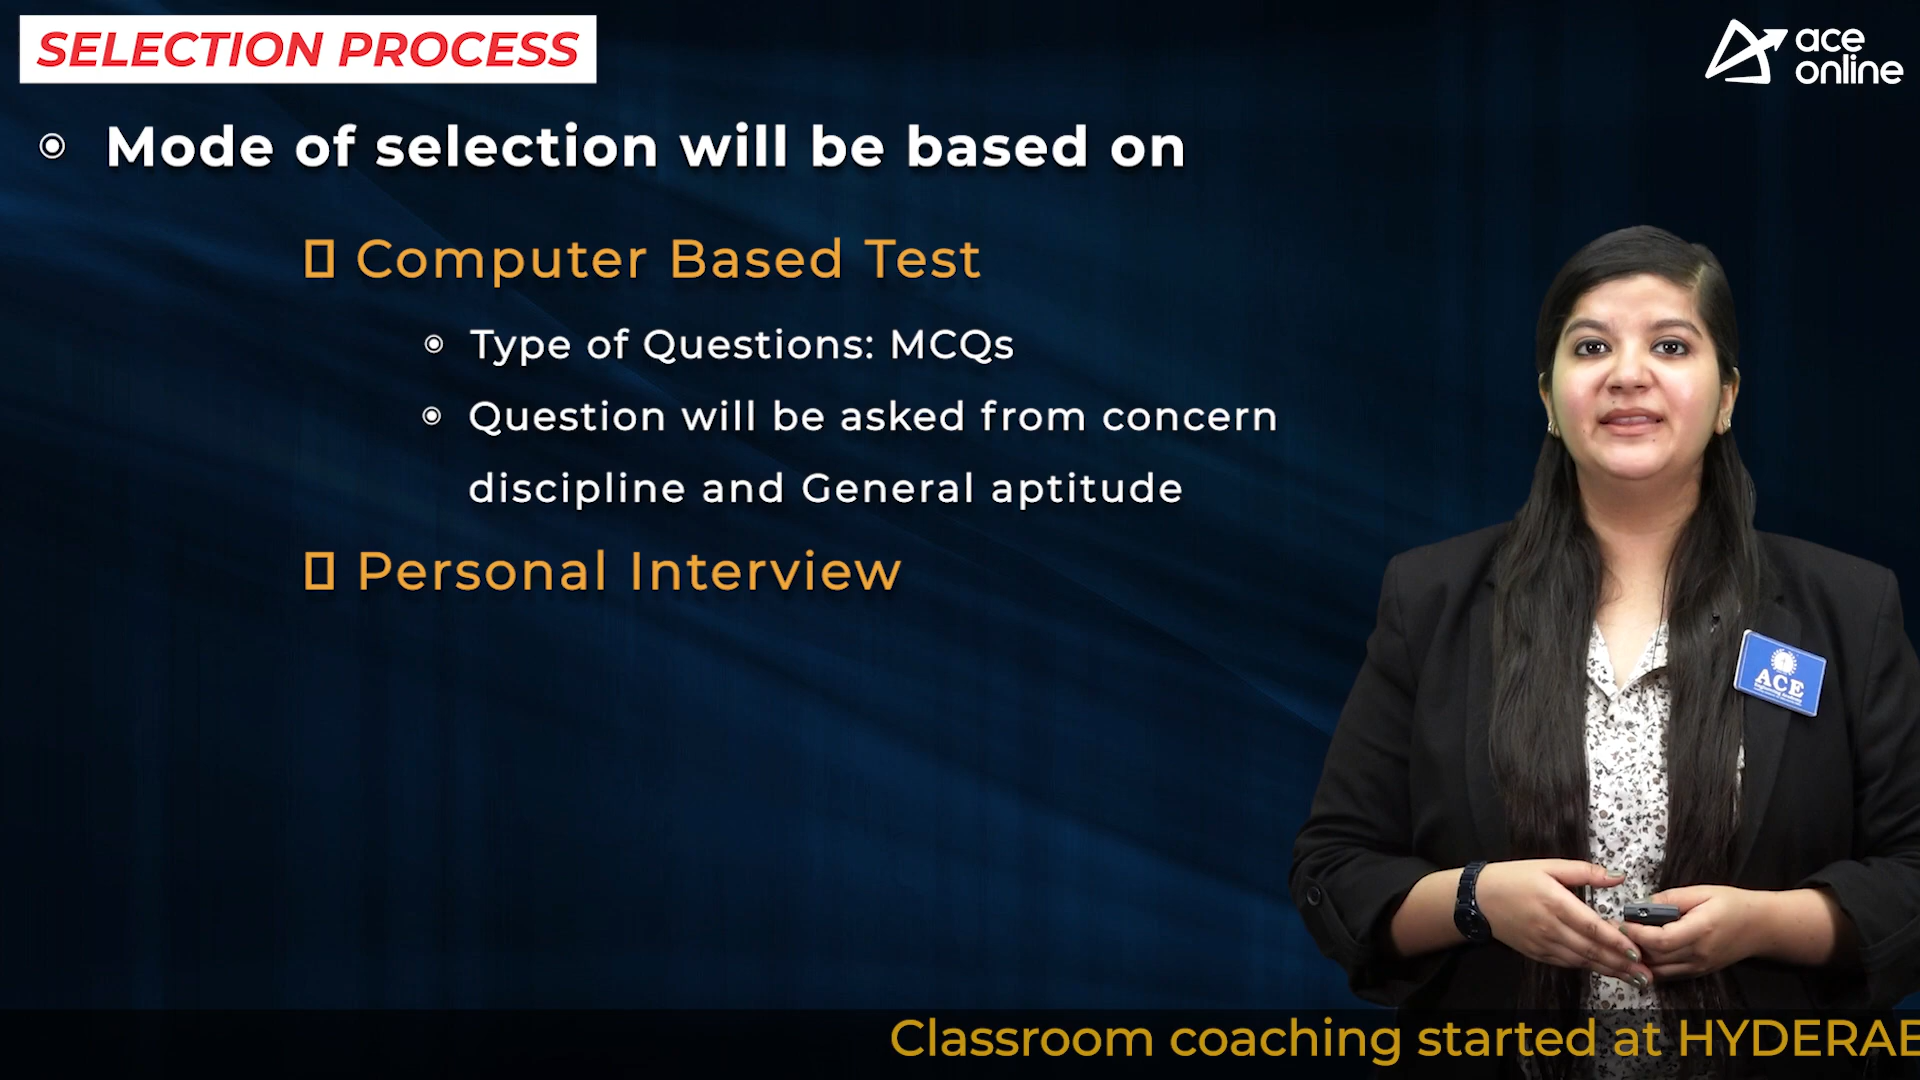 SELECTION PROCESS
ace
online
Mode of selection will be based on
Computer Based Test
Type of Questions: MCQs
Question will be asked from concern
discipline and General aptitude
Personal Interview
ACE
Classroom coaching started at